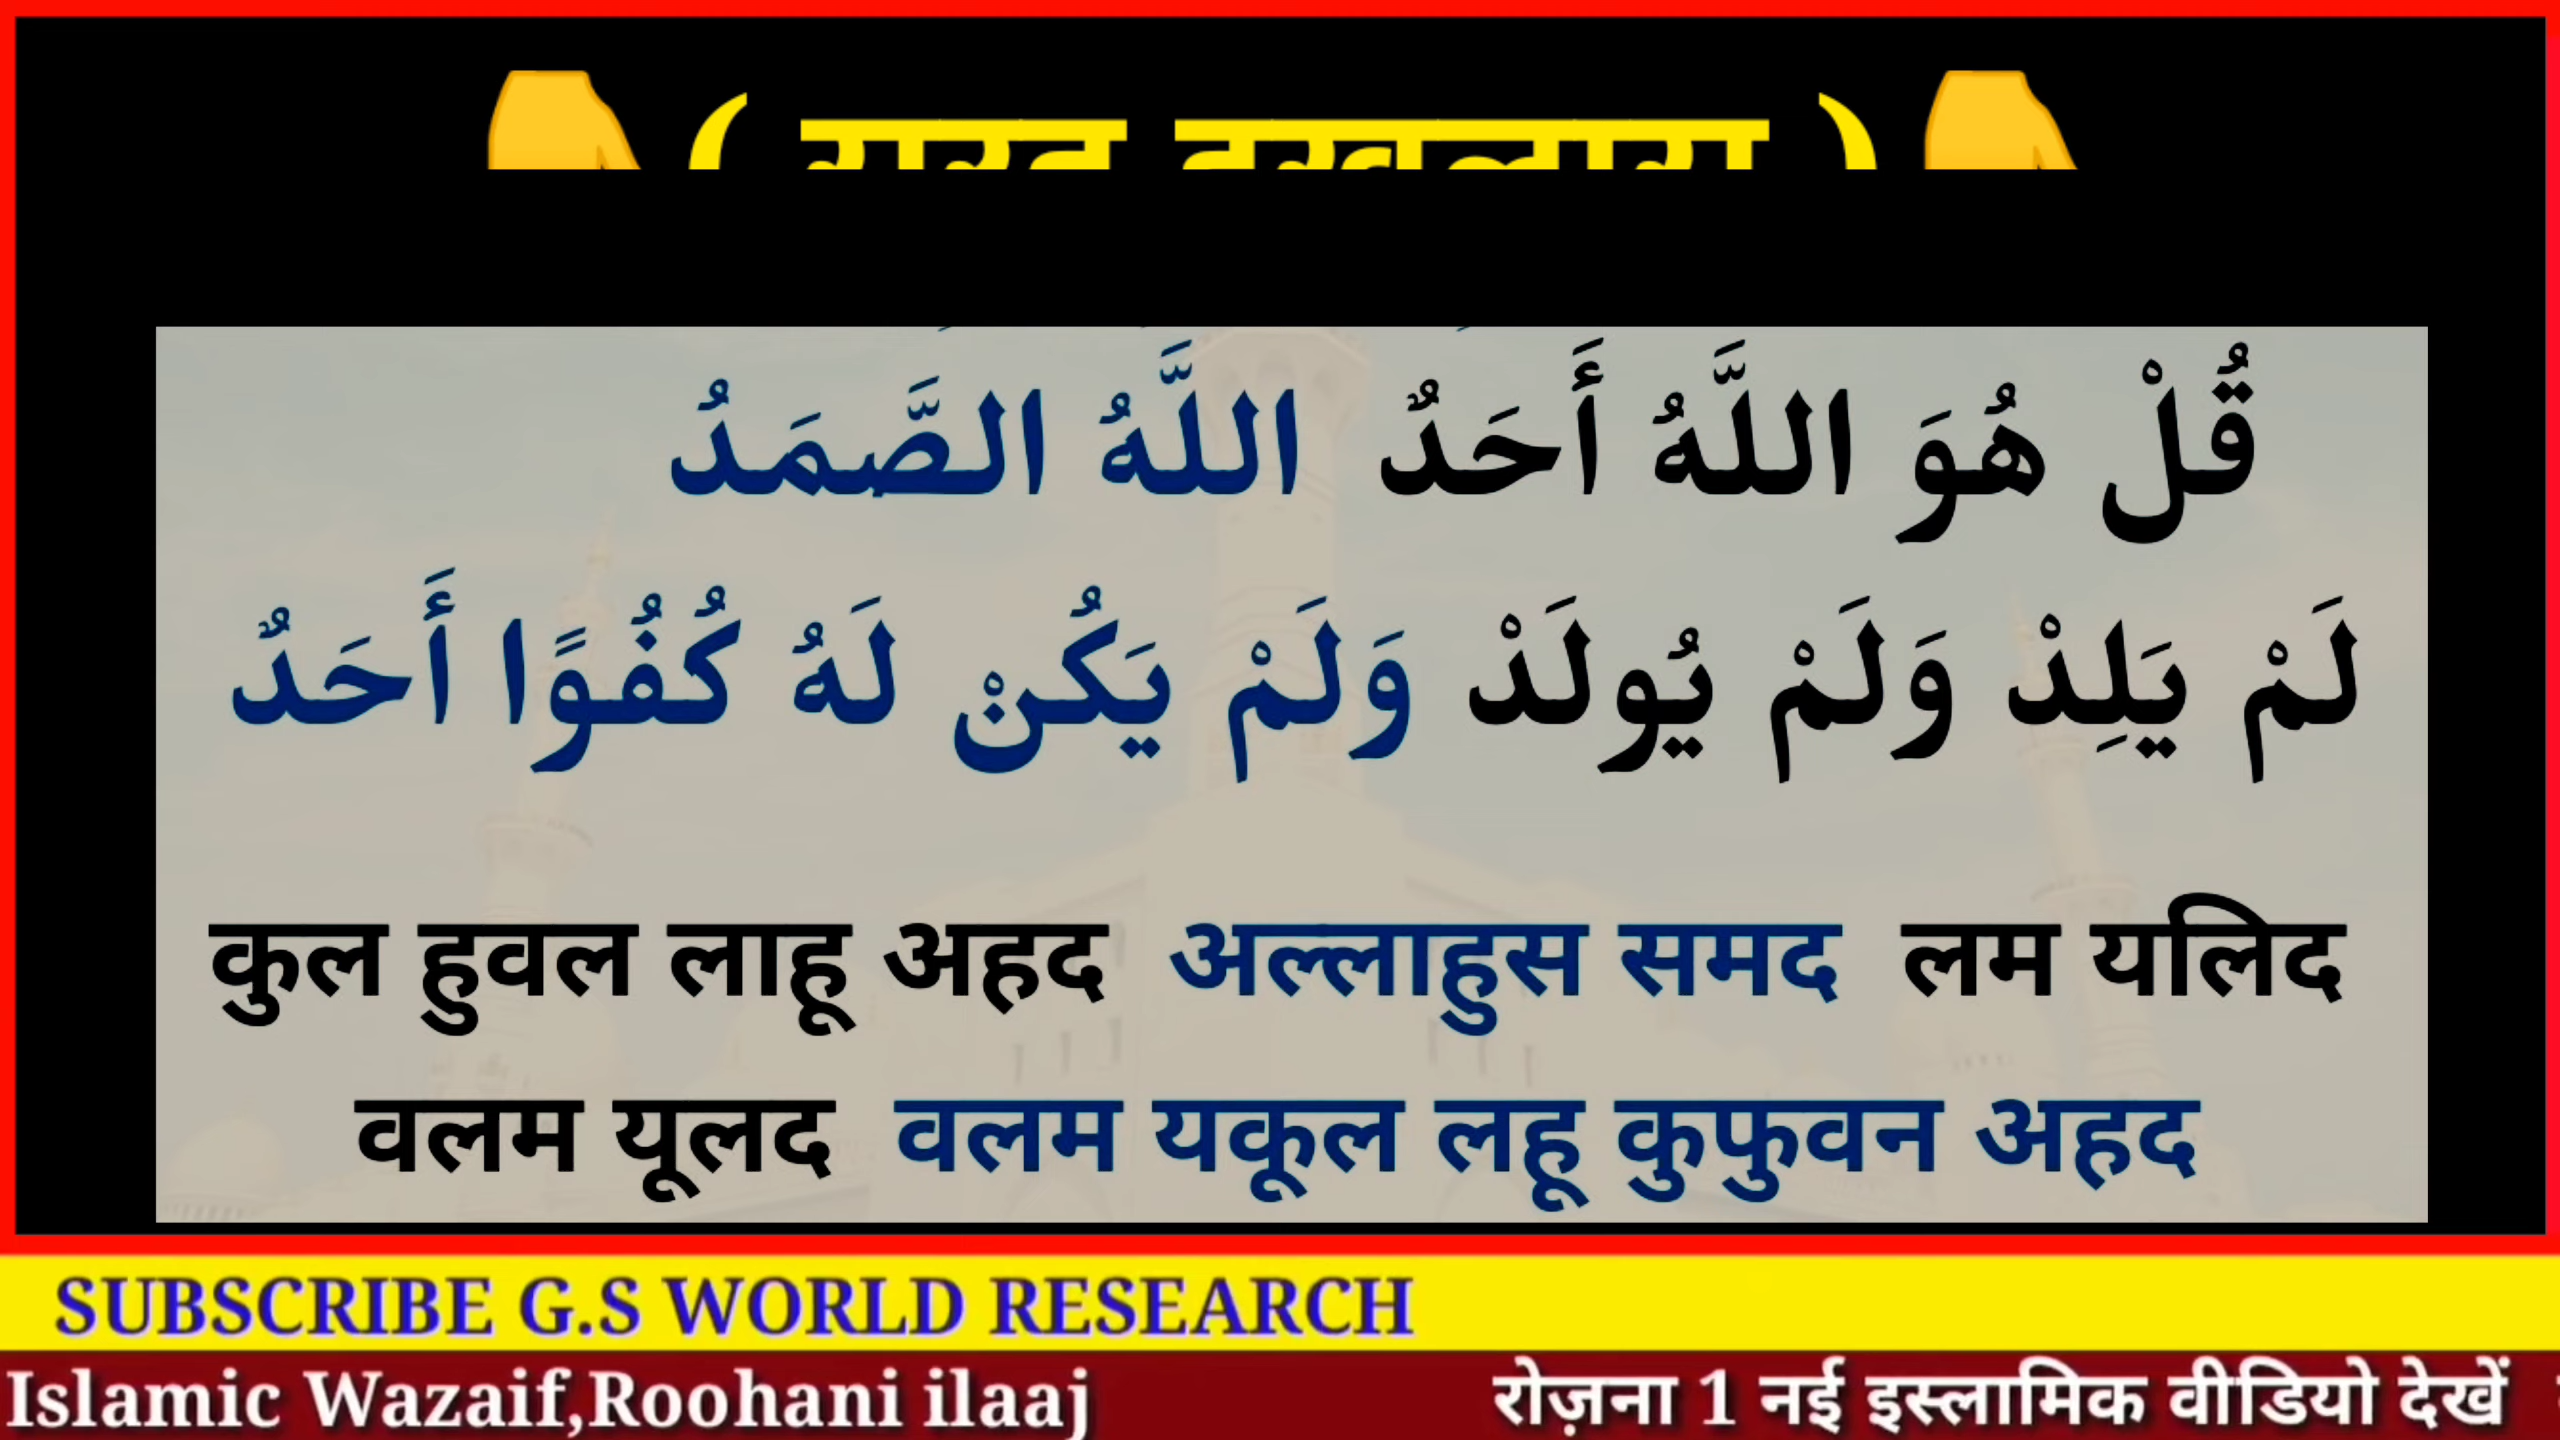 قُلْ هُوَ اللَّهُ أَحَدٌ اللَّهُ الصَّمَدُ
لَمْ يَلِدْ وَلَمْ يُولَدْ وَلَمْ يَكُنْ لَهُ كُفُوًا أَحَدٌ
कुल हुवल लाहू अहद अल्लाहुस समद लम यलिद
वलम यूलद वलम यकूल लहू कुफुवन अहद
SUBSCRIBE G.S WORLD RESEARCH
Islamic Wazaif,Roohani ilaaj रोज़ना 1 नई इस्लामिक वीडियो देखें